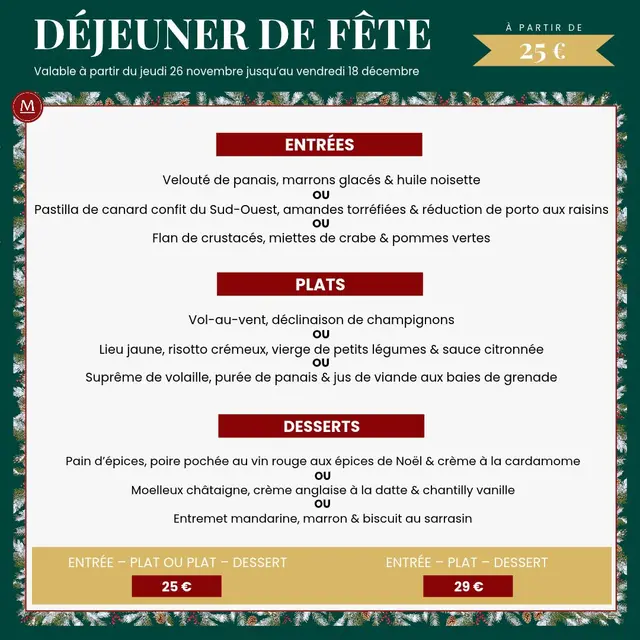 DÉJEUNER DE FÊTE
À PARTIR DE
25 €
Valable à partir du jeudi 26 novembre jusqu'au vendredi 18 décembre
M
ENTRÉES
Velouté de panais, marrons glacés & huile noisette
OU
Pastilla de canard confit du Sud-Ouest, amandes torréfiées & réduction de porto aux raisins
OU
Flan de crustacés, miettes de crabe & pommes vertes
PLATS
Vol-au-vent, déclinaison de champignons
OU
Lieu jaune, risotto crémeux, vierge de petits légumes & sauce citronnée
OU
Suprême de volaille, purée de panais & jus de viande aux baies de grenade
DESSERTS
Pain d'épices, poire pochée au vin rouge aux épices de Noël & crème à la cardamome
OU
Moelleux châtaigne, crème anglaise à la datte & chantilly vanille
OU
Entremet mandarine, marron & biscuit au sarrasin
ENTRÉE – PLAT OU PLAT – DESSERT
25 €
ENTRÉE – PLAT – DESSERT
29 €